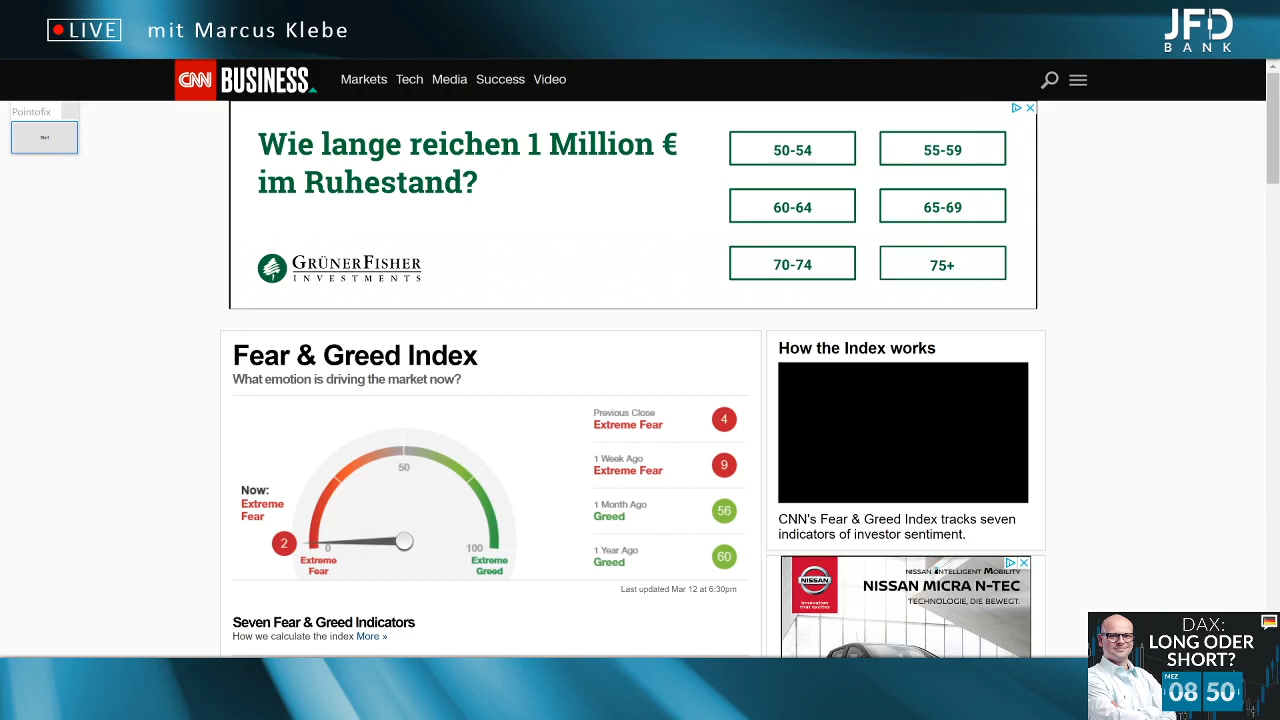 LIVE mit Marcus Klebe
JFD
BANK
CNN BUSINESS Markets Tech Media Success Video
Pointofix
Start
Wie lange reichen 1 Million €
im Ruhestand?
50-54 55-59
60-64 65-69
70-74 75+
GRÜNER FISHER
INVESTMENTS
Fear & Greed Index
What emotion is driving the market now?
Now:
Extreme
Fear
2
0
50
100
Extreme
Fear
Extreme
Greed
Previous Close
Extreme Fear 4
1 Week Ago
Extreme Fear 9
1 Month Ago
Greed 56
1 Year Ago
Greed 60
Last updated Mar 12 at 6:30pm
Seven Fear & Greed Indicators
How we calculate the index More »
How the Index works
CNN's Fear & Greed Index tracks seven
indicators of investor sentiment.
NISSAN
Innovation
that excites
NISSAN INTELLIGENT MOBILITY
NISSAN MICRA N-TEC
TECHNOLOGIE, DIE BEWEGT.
DAX:
LONG ODER
SHORT?
MEZ
08 50